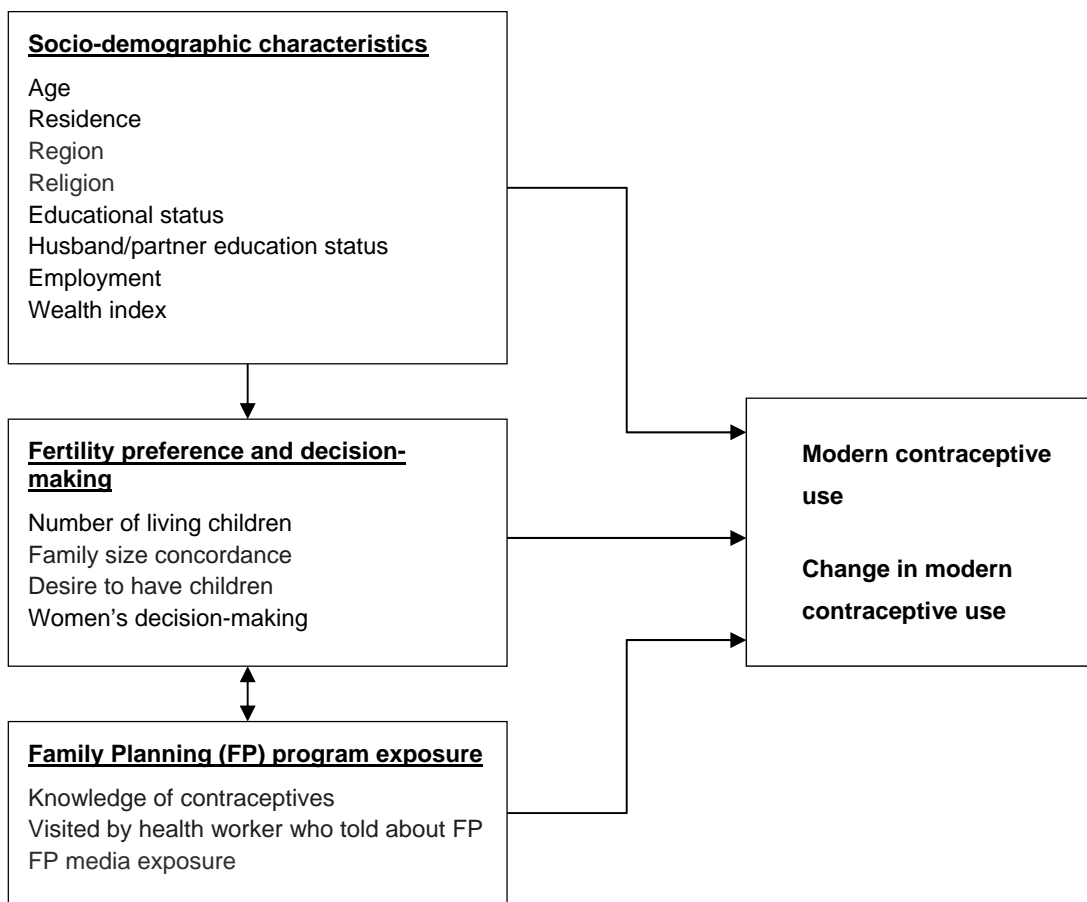 Socio-demographic characteristics
Age
Residence
Region
Religion
Educational status
Husband/partner education status
Employment
Wealth index
Fertility preference and decision-
making
Number of living children
Family size concordance
Desire to have children
Women’s decision-making
Family Planning (FP) program exposure
Knowledge of contraceptives
Visited by health worker who told about FP
FP media exposure
Modern contraceptive
use
Change in modern
contraceptive use